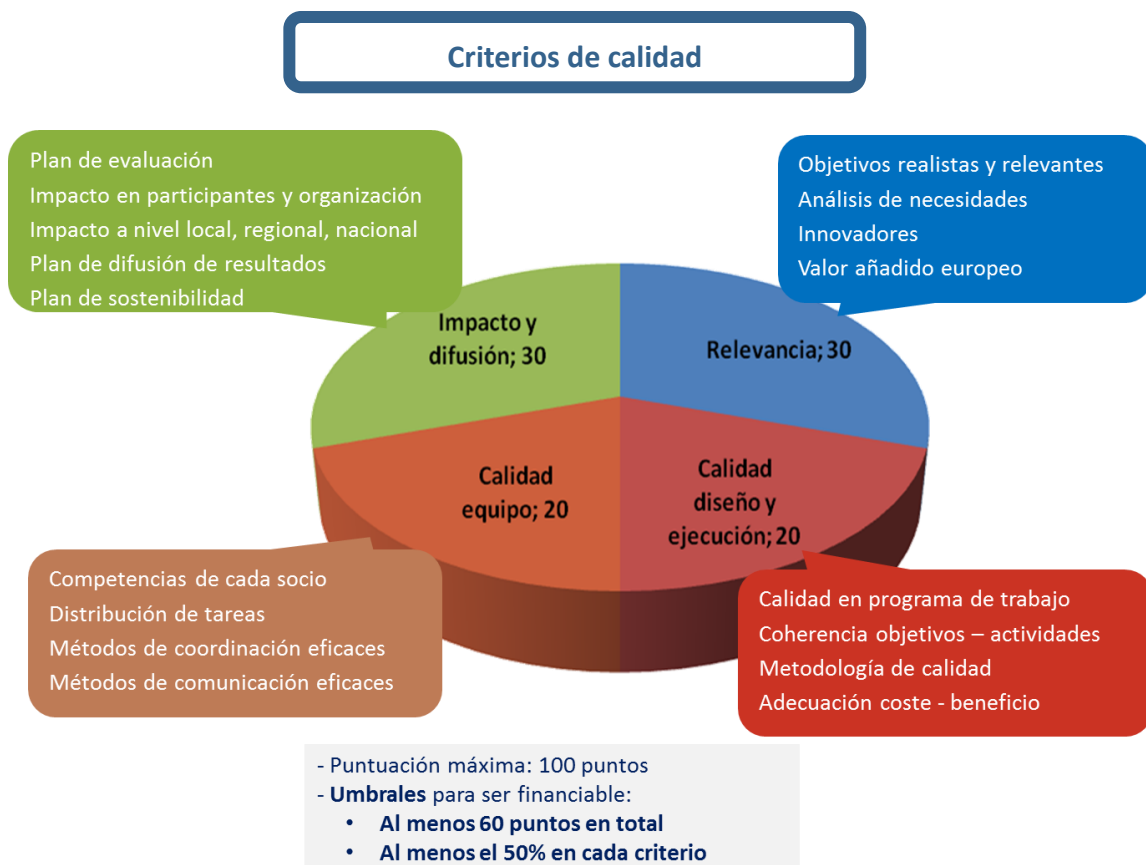 Criterios de calidad
Plan de evaluación
Impacto en participantes y organización
Impacto a nivel local, regional, nacional
Plan de difusión de resultados
Plan de sostenibilidad
Objetivos realistas y relevantes
Análisis de necesidades
Innovadores
Valor añadido europeo
Impacto y
difusión; 30
Relevancia; 30
Calidad
equipo; 20
Calidad
diseño y
ejecución; 20
Competencias de cada socio
Distribución de tareas
Métodos de coordinación eficaces
Métodos de comunicación eficaces
Calidad en programa de trabajo
Coherencia objetivos – actividades
Metodología de calidad
Adecuación coste - beneficio
- Puntuación máxima: 100 puntos
- Umbrales para ser financiable:
• Al menos 60 puntos en total
• Al menos el 50% en cada criterio